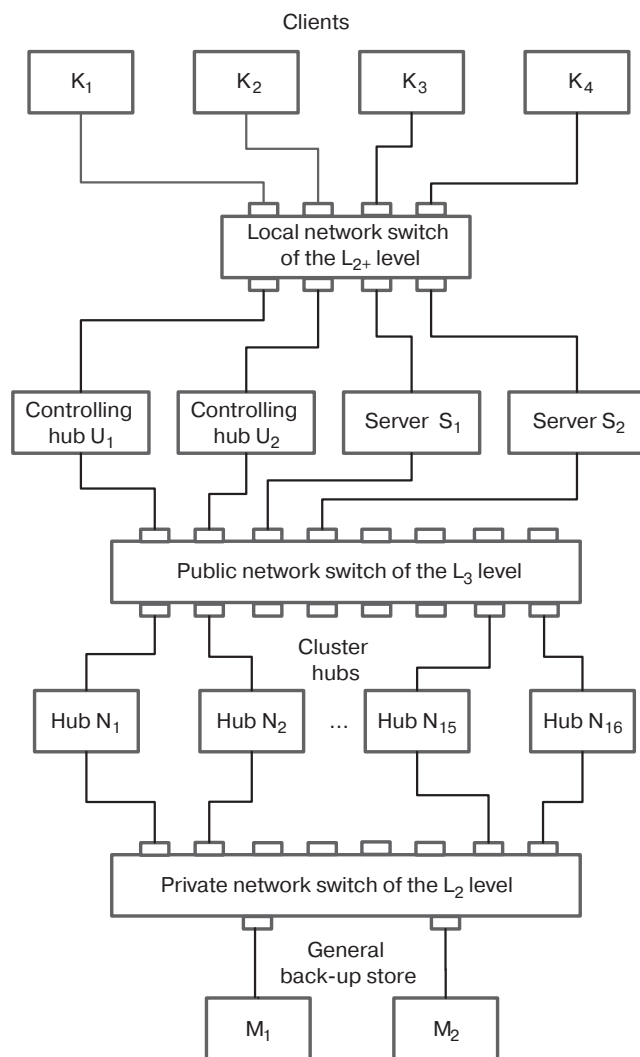 Clients
K1 K2 K3 K4
Local network switch
of the L2+ level
Controlling
hub U1
Controlling
hub U2
Server S1
Server S2
Public network switch of the L3 level
Cluster
hubs
Hub N1 Hub N2 ... Hub N15 Hub N16
Private network switch of the L2 level
General
back-up store
M1 M2